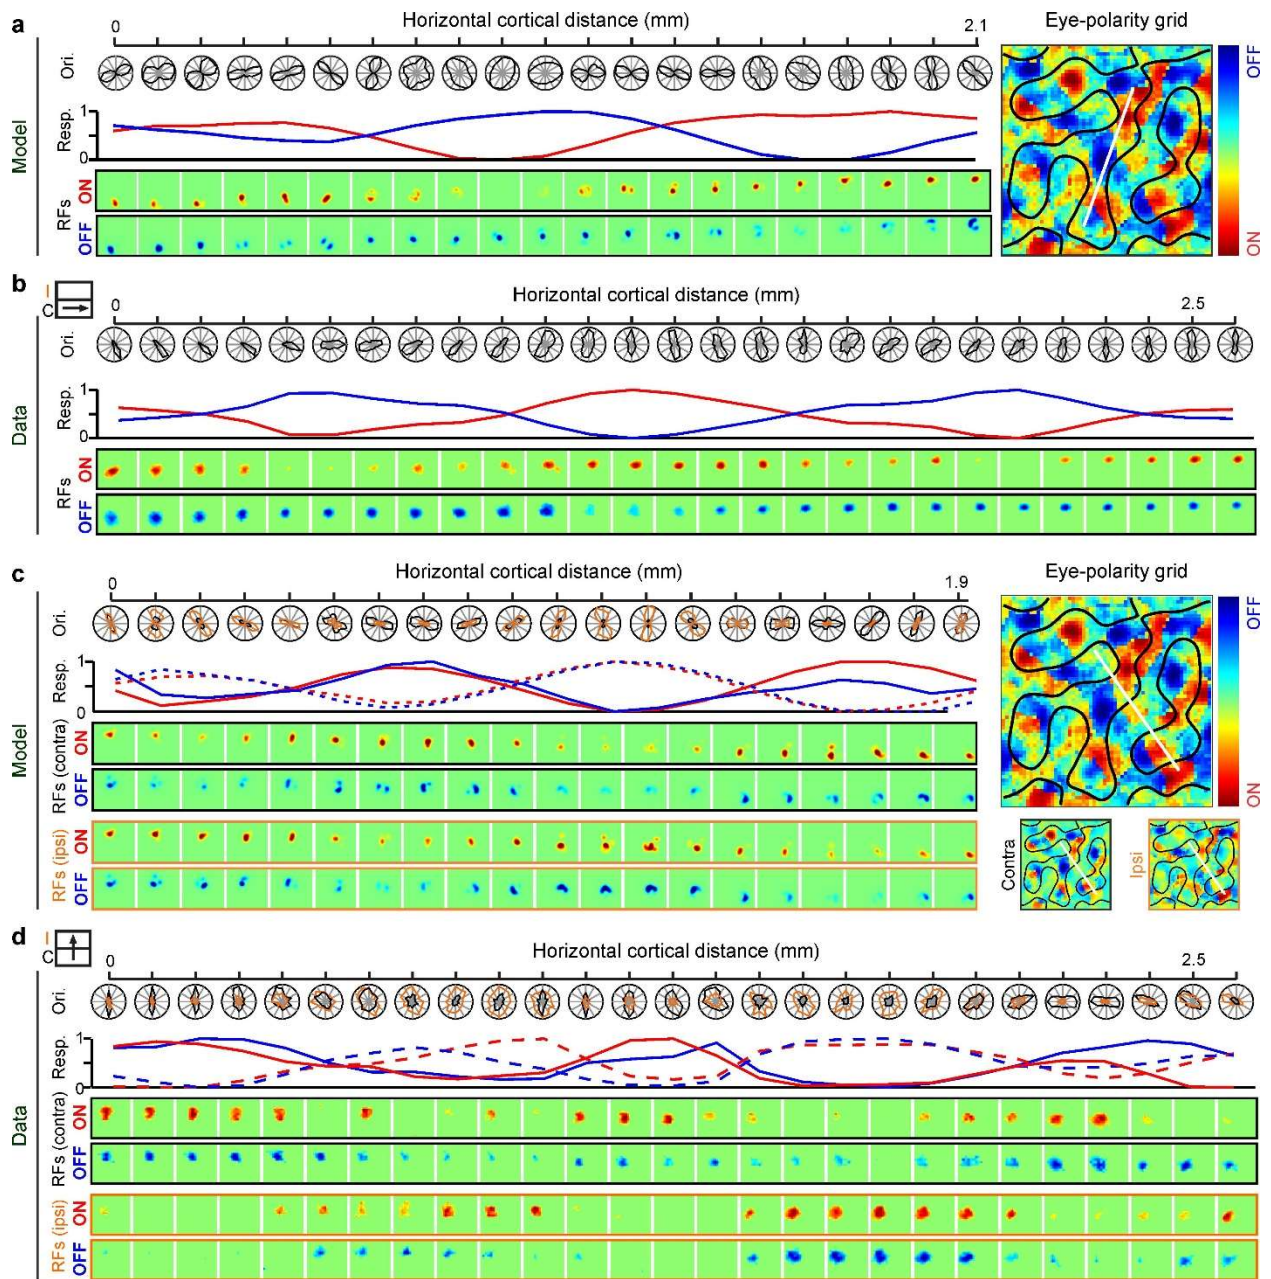 a
Horizontal cortical distance (mm)
Eye-polarity grid
0
2.1
Ori.
OFF
Model
Resp.
1
0
RFs
ON
OFF
ON
b
I
C
Horizontal cortical distance (mm)
0
2.5
Ori.
Data
Resp.
1
0
RFs
ON
OFF
c
Horizontal cortical distance (mm)
Eye-polarity grid
0
1.9
Ori.
OFF
Model
Resp.
1
0
RFs (contra)
ON
OFF
ON
RFs (ipsi)
ON
OFF
Contra
Ipsi
d
I
C
Horizontal cortical distance (mm)
0
2.5
Ori.
Data
Resp.
1
0
RFs (contra)
ON
OFF
RFs (ipsi)
ON
OFF